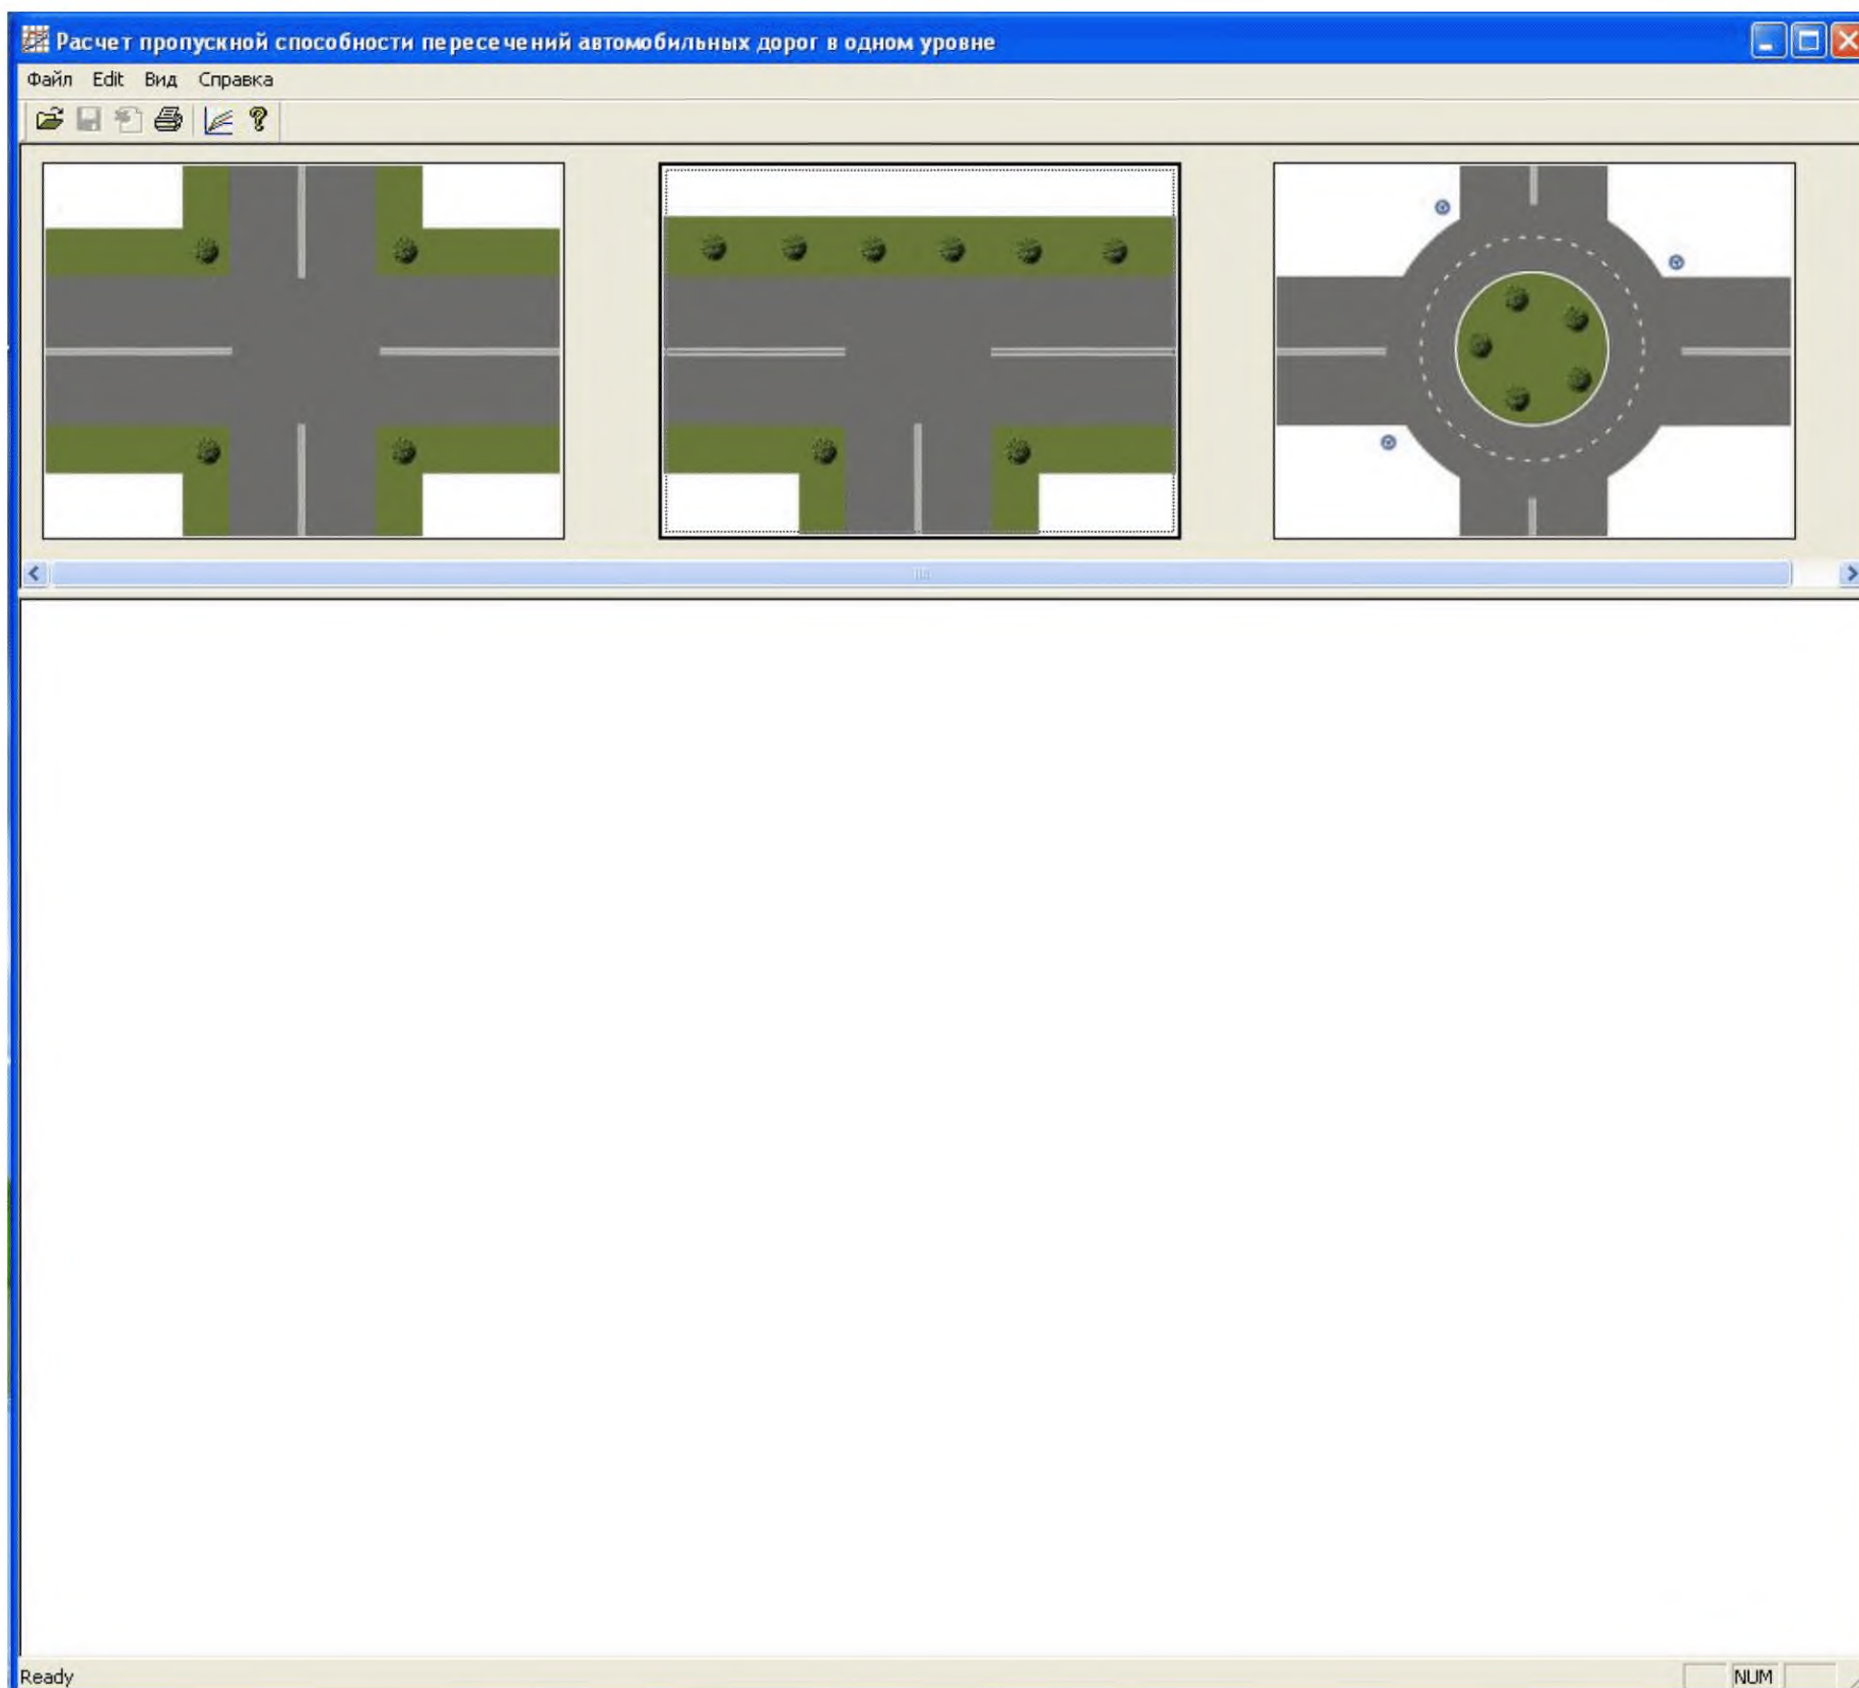 Расчет пропускной способности пересечений автомобильных дорог в одном уровне
Файл Edit Вид Справка
Ready NUM